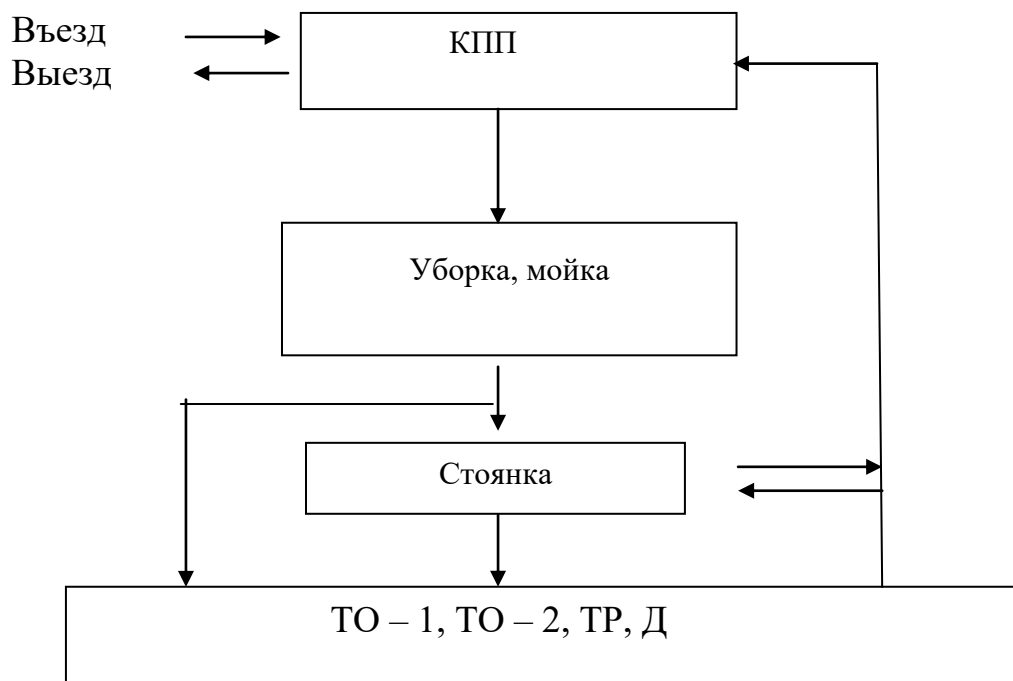 Въезд
Выезд
КПП
Уборка, мойка
Стоянка
ТО – 1, ТО – 2, ТР, Д